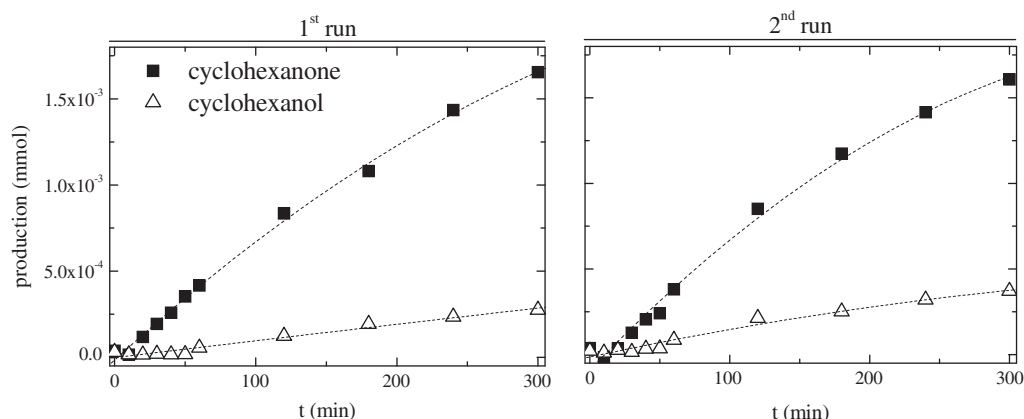 1st run
2nd run
cyclohexanone
cyclohexanol
production (mmol)
1.5x10-3
1.0x10-3
5.0x10-4
0.0
0 100 200 300
t (min)
0 100 200 300
t (min)